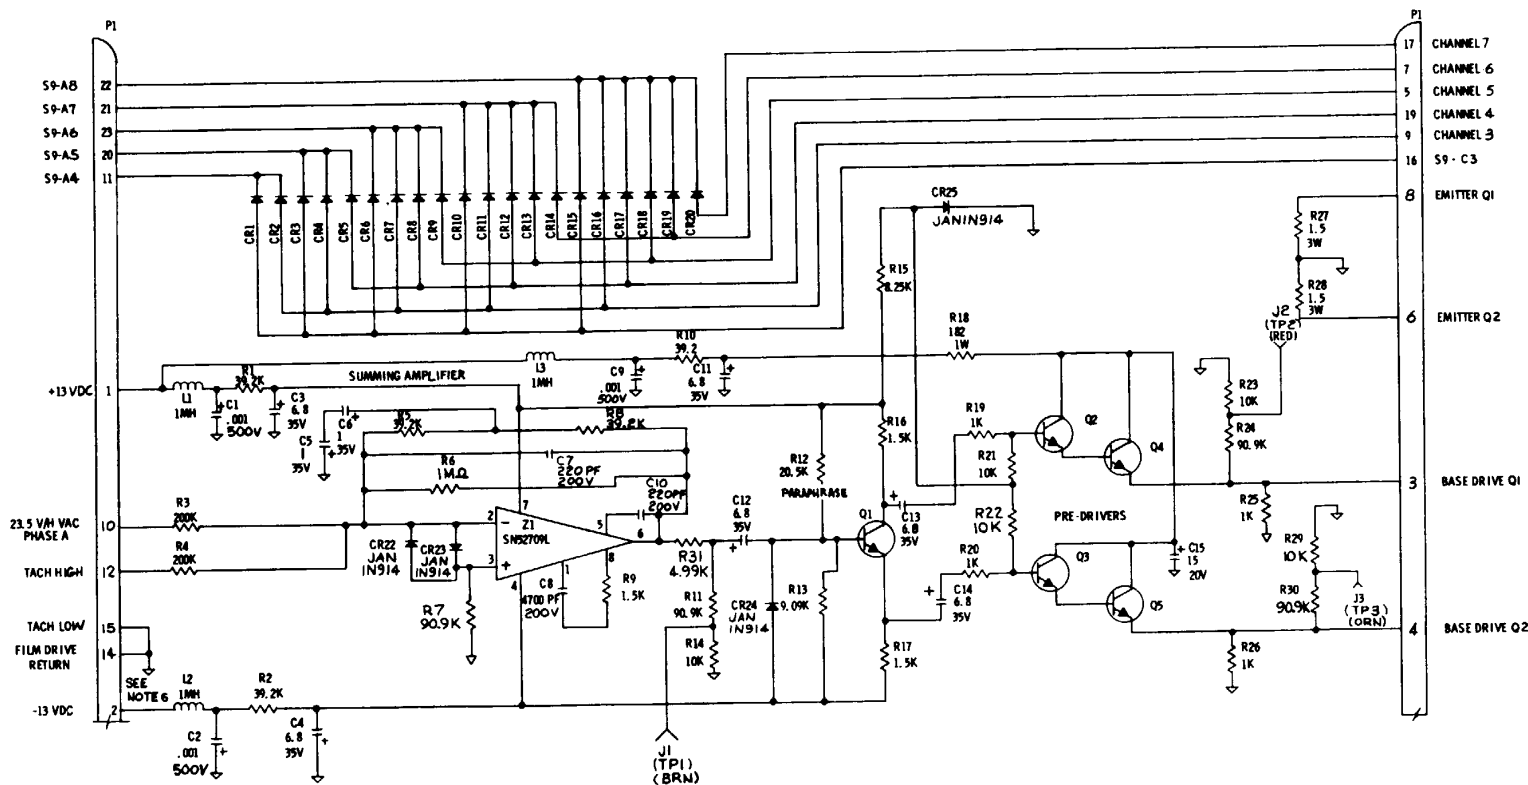 P1
P1
17 CHANNEL 7
7 CHANNEL 6
5 CHANNEL 5
19 CHANNEL 4
9 CHANNEL 3
16 S9 - C3
8 EMITTER Q1
6 EMITTER Q2
3 BASE DRIVE Q1
4 BASE DRIVE Q2
S9-A8 22
S9-A7 21
S9-A6 23
S9-A5 20
S9-A4 11
+13 VDC 1
23.5 V/H VAC
PHASE A
10
TACH HIGH 12
TACH LOW 15
FILM DRIVE
RETURN
14
-13 VDC 2
SEE
NOTE 6
CR1
CR2
CR3
CR4
CR5
CR6
CR7
CR8
CR9
CR10
CR11
CR12
CR13
CR14
CR15
CR16
CR17
CR18
CR19
CR20
CR25
JAN1N914
R27
1.5
3W
R28
1.5
3W
J2
(TP2)
(RED)
R15
8.25K
R18
182
1W
R10
39.2
L3
1MH
C9
.001
500V
C11
6.8
35V
L1
1MH
R1
39.2K
C1
.001
500V
C3
6.8
35V
SUMMING AMPLIFIER
C6
1
35V
C5
1
35V
R5
39.2K
R8
39.2K
R6
1MΩ
C7
220PF
200V
C10
220PF
200V
R12
20.5K
PARAPHRASE
R16
1.5K
R19
1K
R21
10K
R22
10K
R20
1K
Q2
Q4
Q3
Q5
PRE-DRIVERS
R23
10K
R24
90.9K
R25
1K
R29
10K
R30
90.9K
J3
(TP3)
(ORN)
R26
1K
C15
15
20V
R3
200K
R4
200K
CR22
JAN
1N914
CR23
JAN
1N914
2
3
7
Z1
SN52709L
5
6
8
1
4
R7
90.9K
C8
4700 PF
200V
R9
1.5K
R31
4.99K
R11
90.9K
R14
10K
C12
6.8
35V
CR24
JAN
1N914
R13
9.09K
Q1
C13
6.8
35V
C14
6.8
35V
R17
1.5K
L2
1MH
R2
39.2K
C2
.001
500V
C4
6.8
35V
J1
(TP1)
(BRN)